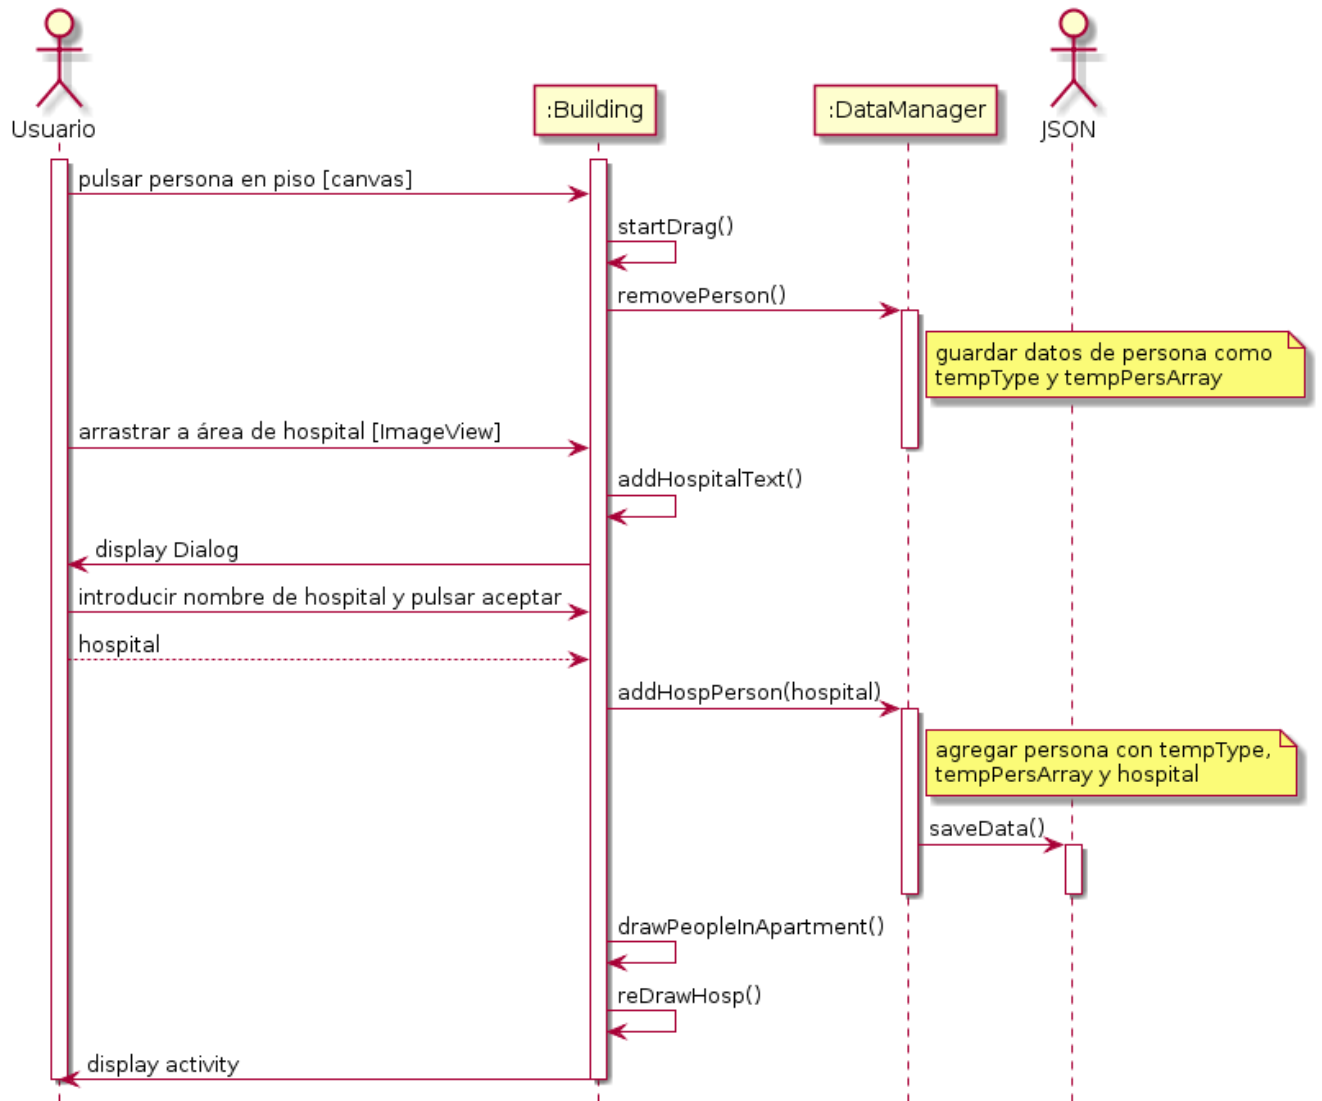 Usuario
:Building
:DataManager
JSON
pulsar persona en piso [canvas]
startDrag()
removePerson()
guardar datos de persona como
tempType y tempPersArray
arrastrar a área de hospital [ImageView]
addHospitalText()
display Dialog
introducir nombre de hospital y pulsar aceptar
hospital
addHospPerson(hospital)
agregar persona con tempType,
tempPersArray y hospital
saveData()
drawPeopleInApartment()
reDrawHosp()
display activity